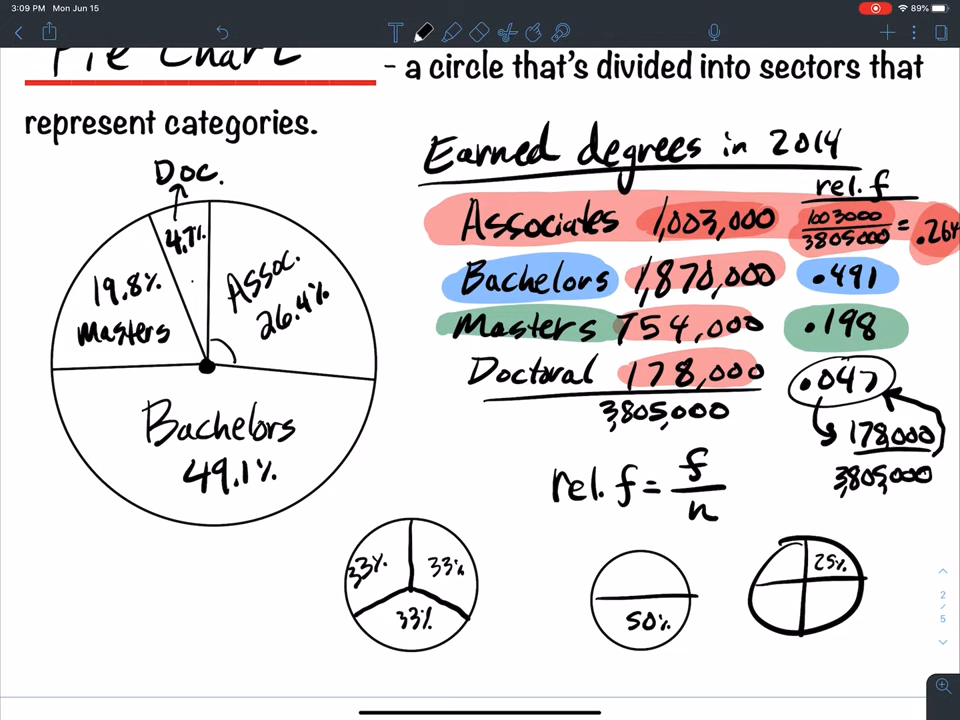 3:09 PM Mon Jun 15
89%
Pie Chart
- a circle that's divided into sectors that
represent categories.
Earned degrees in 2014
rel. f
Associates 1,003,000 1003000/3805000 = .264
Bachelors 1,870,000 .491
Masters 754,000 .198
Doctoral 178,000 .047
3,805,000
178,000
3,805,000
rel. f = f/n
Doc.
4.7%
19.8%
Masters
Assoc.
26.4%
Bachelors
49.1%
33%
33%
33%
50%
25%
2
/
5